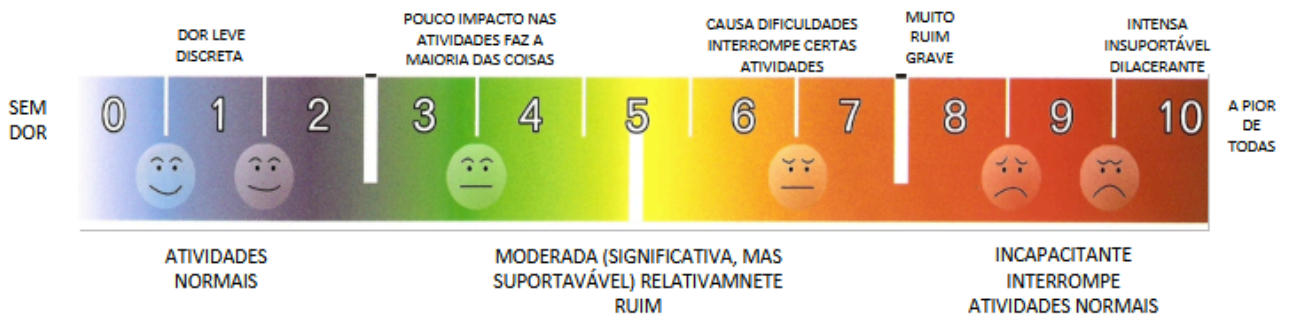 DOR LEVE
DISCRETA
POUCO IMPACTO NAS
ATIVIDADES FAZ A
MAIORIA DAS COISAS
CAUSA DIFICULDADES
INTERROMPE CERTAS
ATIVIDADES
MUITO
RUIM
GRAVE
INTENSA
INSUPORTÁVEL
DILACERANTE
SEM
DOR
0 1 2 3 4 5 6 7 8 9 10
A PIOR
DE
TODAS
ATIVIDADES
NORMAIS
MODERADA (SIGNIFICATIVA, MAS
SUPORTAVÁVEL) RELATIVAMNETE
RUIM
INCAPACITANTE
INTERROMPE
ATIVIDADES NORMAIS